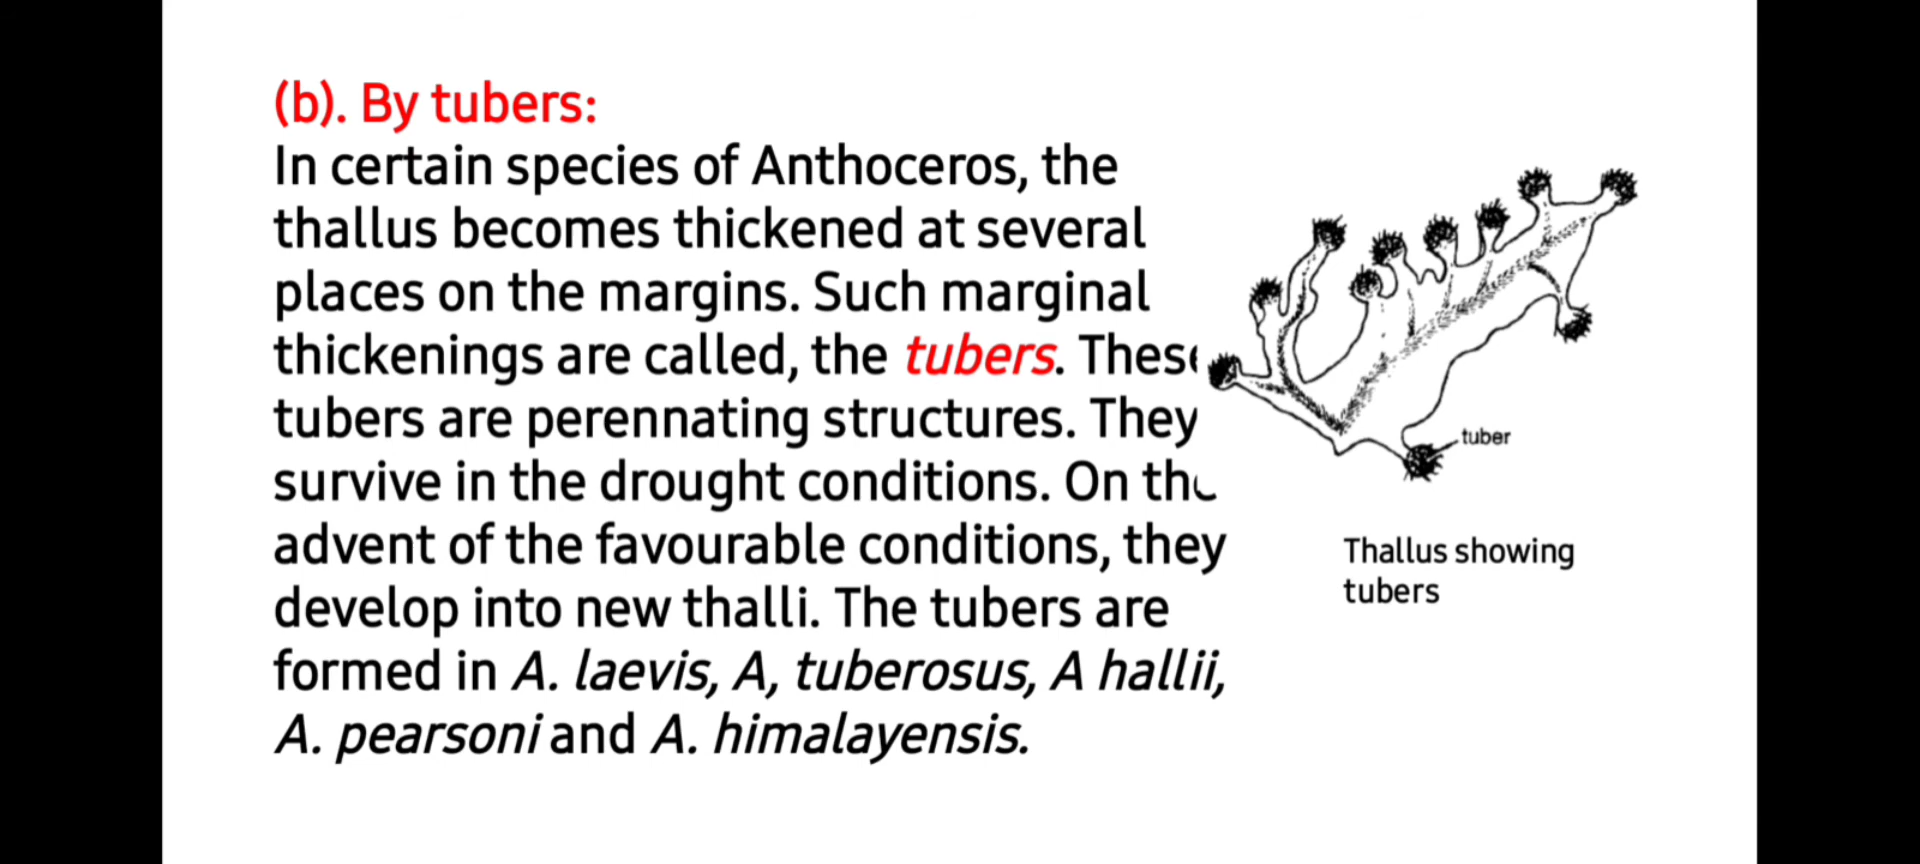 (b). By tubers:
In certain species of Anthoceros, the
thallus becomes thickened at several
places on the margins. Such marginal
thickenings are called, the tubers. These
tubers are perennating structures. They
survive in the drought conditions. On the
advent of the favourable conditions, they
develop into new thalli. The tubers are
formed in A. laevis, A, tuberosus, A hallii,
A. pearsoni and A. himalayensis.
tuber
Thallus showing
tubers